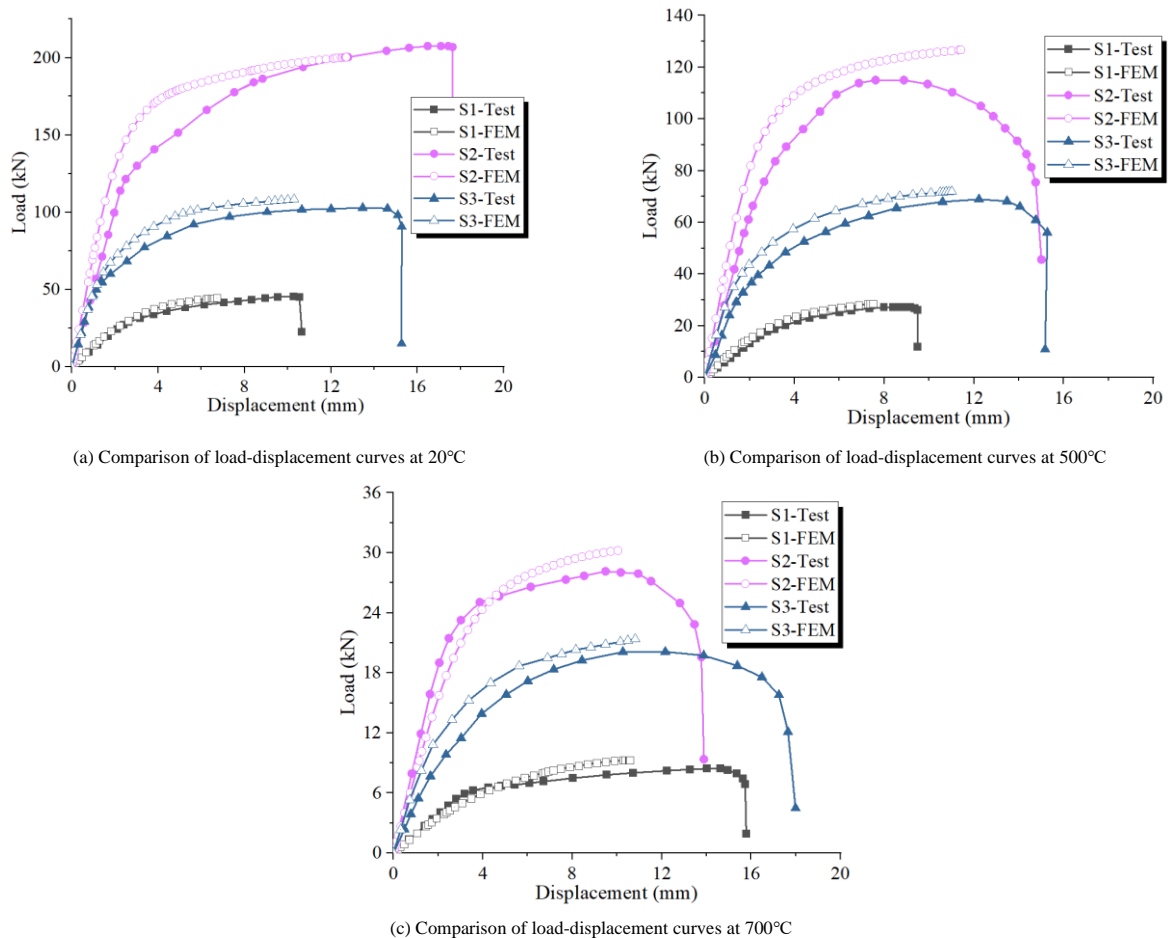 200
150
100
50
0
Load (kN)
0
4
8
12
16
20
Displacement (mm)
S1-Test
S1-FEM
S2-Test
S2-FEM
S3-Test
S3-FEM
(a) Comparison of load-displacement curves at 20°C
140
120
100
80
60
40
20
0
Load (kN)
0
4
8
12
16
20
Displacement (mm)
S1-Test
S1-FEM
S2-Test
S2-FEM
S3-Test
S3-FEM
(b) Comparison of load-displacement curves at 500°C
36
30
24
18
12
6
0
Load (kN)
0
4
8
12
16
20
Displacement (mm)
S1-Test
S1-FEM
S2-Test
S2-FEM
S3-Test
S3-FEM
(c) Comparison of load-displacement curves at 700°C